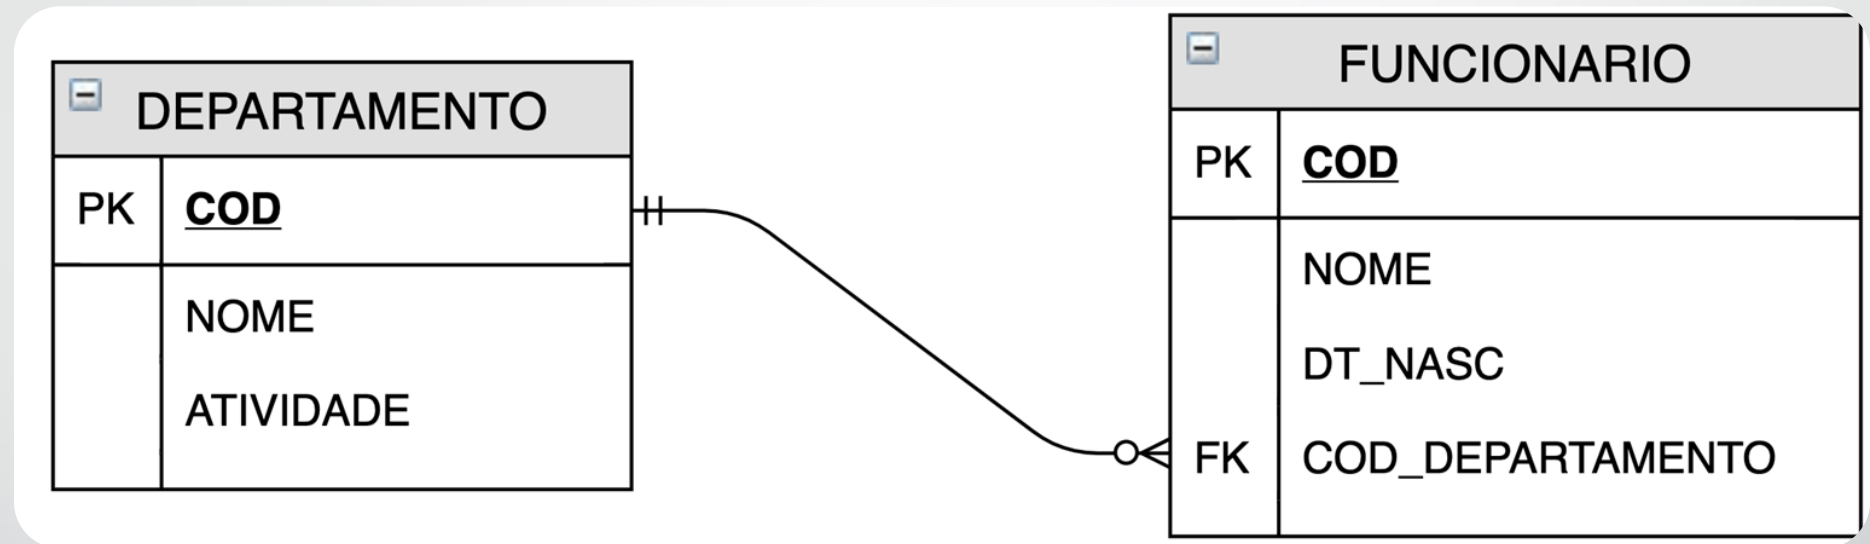 DEPARTAMENTO
PK COD
NOME
ATIVIDADE
FUNCIONARIO
PK COD
NOME
DT_NASC
FK COD_DEPARTAMENTO